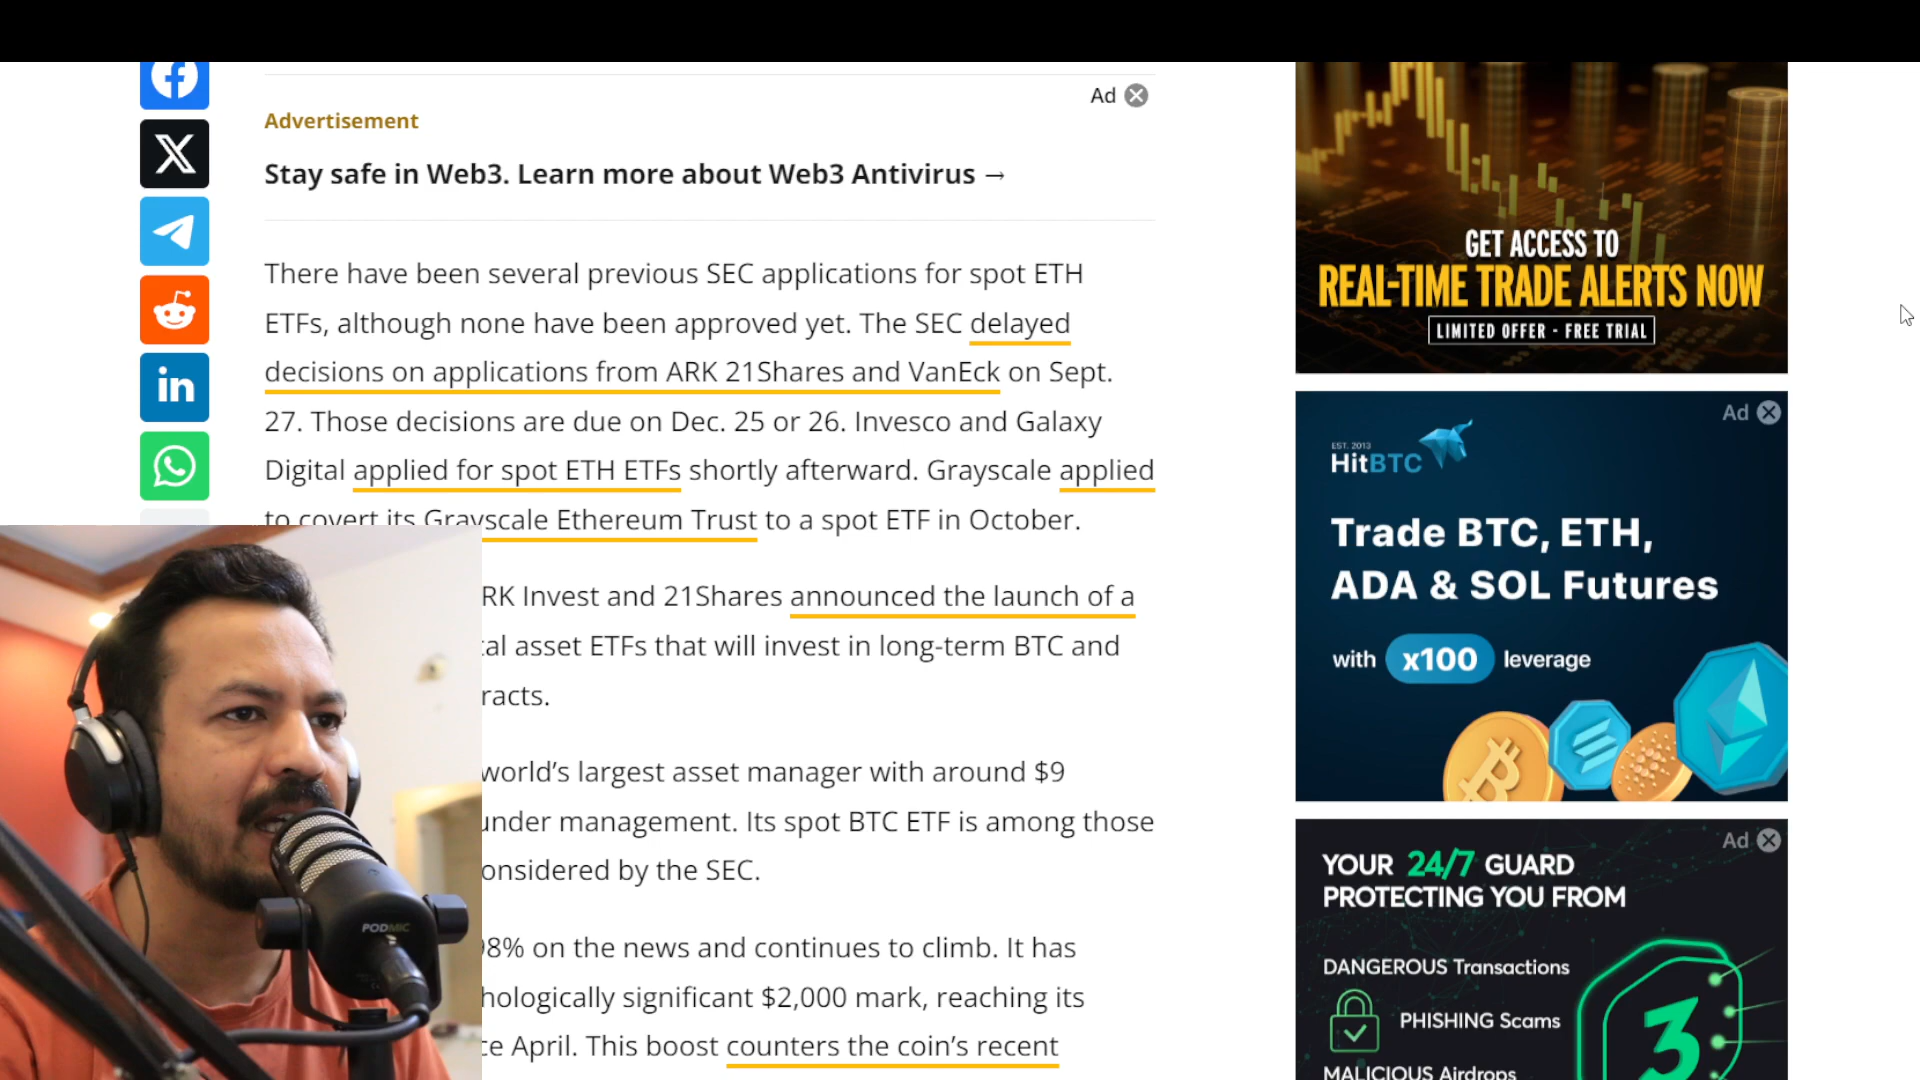 Ad
Advertisement
Stay safe in Web3. Learn more about Web3 Antivirus →
There have been several previous SEC applications for spot ETH
ETFs, although none have been approved yet. The SEC delayed
decisions on applications from ARK 21Shares and VanEck on Sept.
27. Those decisions are due on Dec. 25 or 26. Invesco and Galaxy
Digital applied for spot ETH ETFs shortly afterward. Grayscale applied
to covert its Grayscale Ethereum Trust to a spot ETF in October.
RK Invest and 21Shares announced the launch of a
al asset ETFs that will invest in long-term BTC and
racts.
world's largest asset manager with around $9
under management. Its spot BTC ETF is among those
onsidered by the SEC.
98% on the news and continues to climb. It has
hologically significant $2,000 mark, reaching its
ce April. This boost counters the coin's recent
PODMIC
GET ACCESS TO
REAL-TIME TRADE ALERTS NOW
LIMITED OFFER - FREE TRIAL
Ad
EST. 2013
HitBTC
Trade BTC, ETH,
ADA & SOL Futures
with x100 leverage
Ad
YOUR 24/7 GUARD
PROTECTING YOU FROM
DANGEROUS Transactions
PHISHING Scams
MALICIOUS Airdrops
3